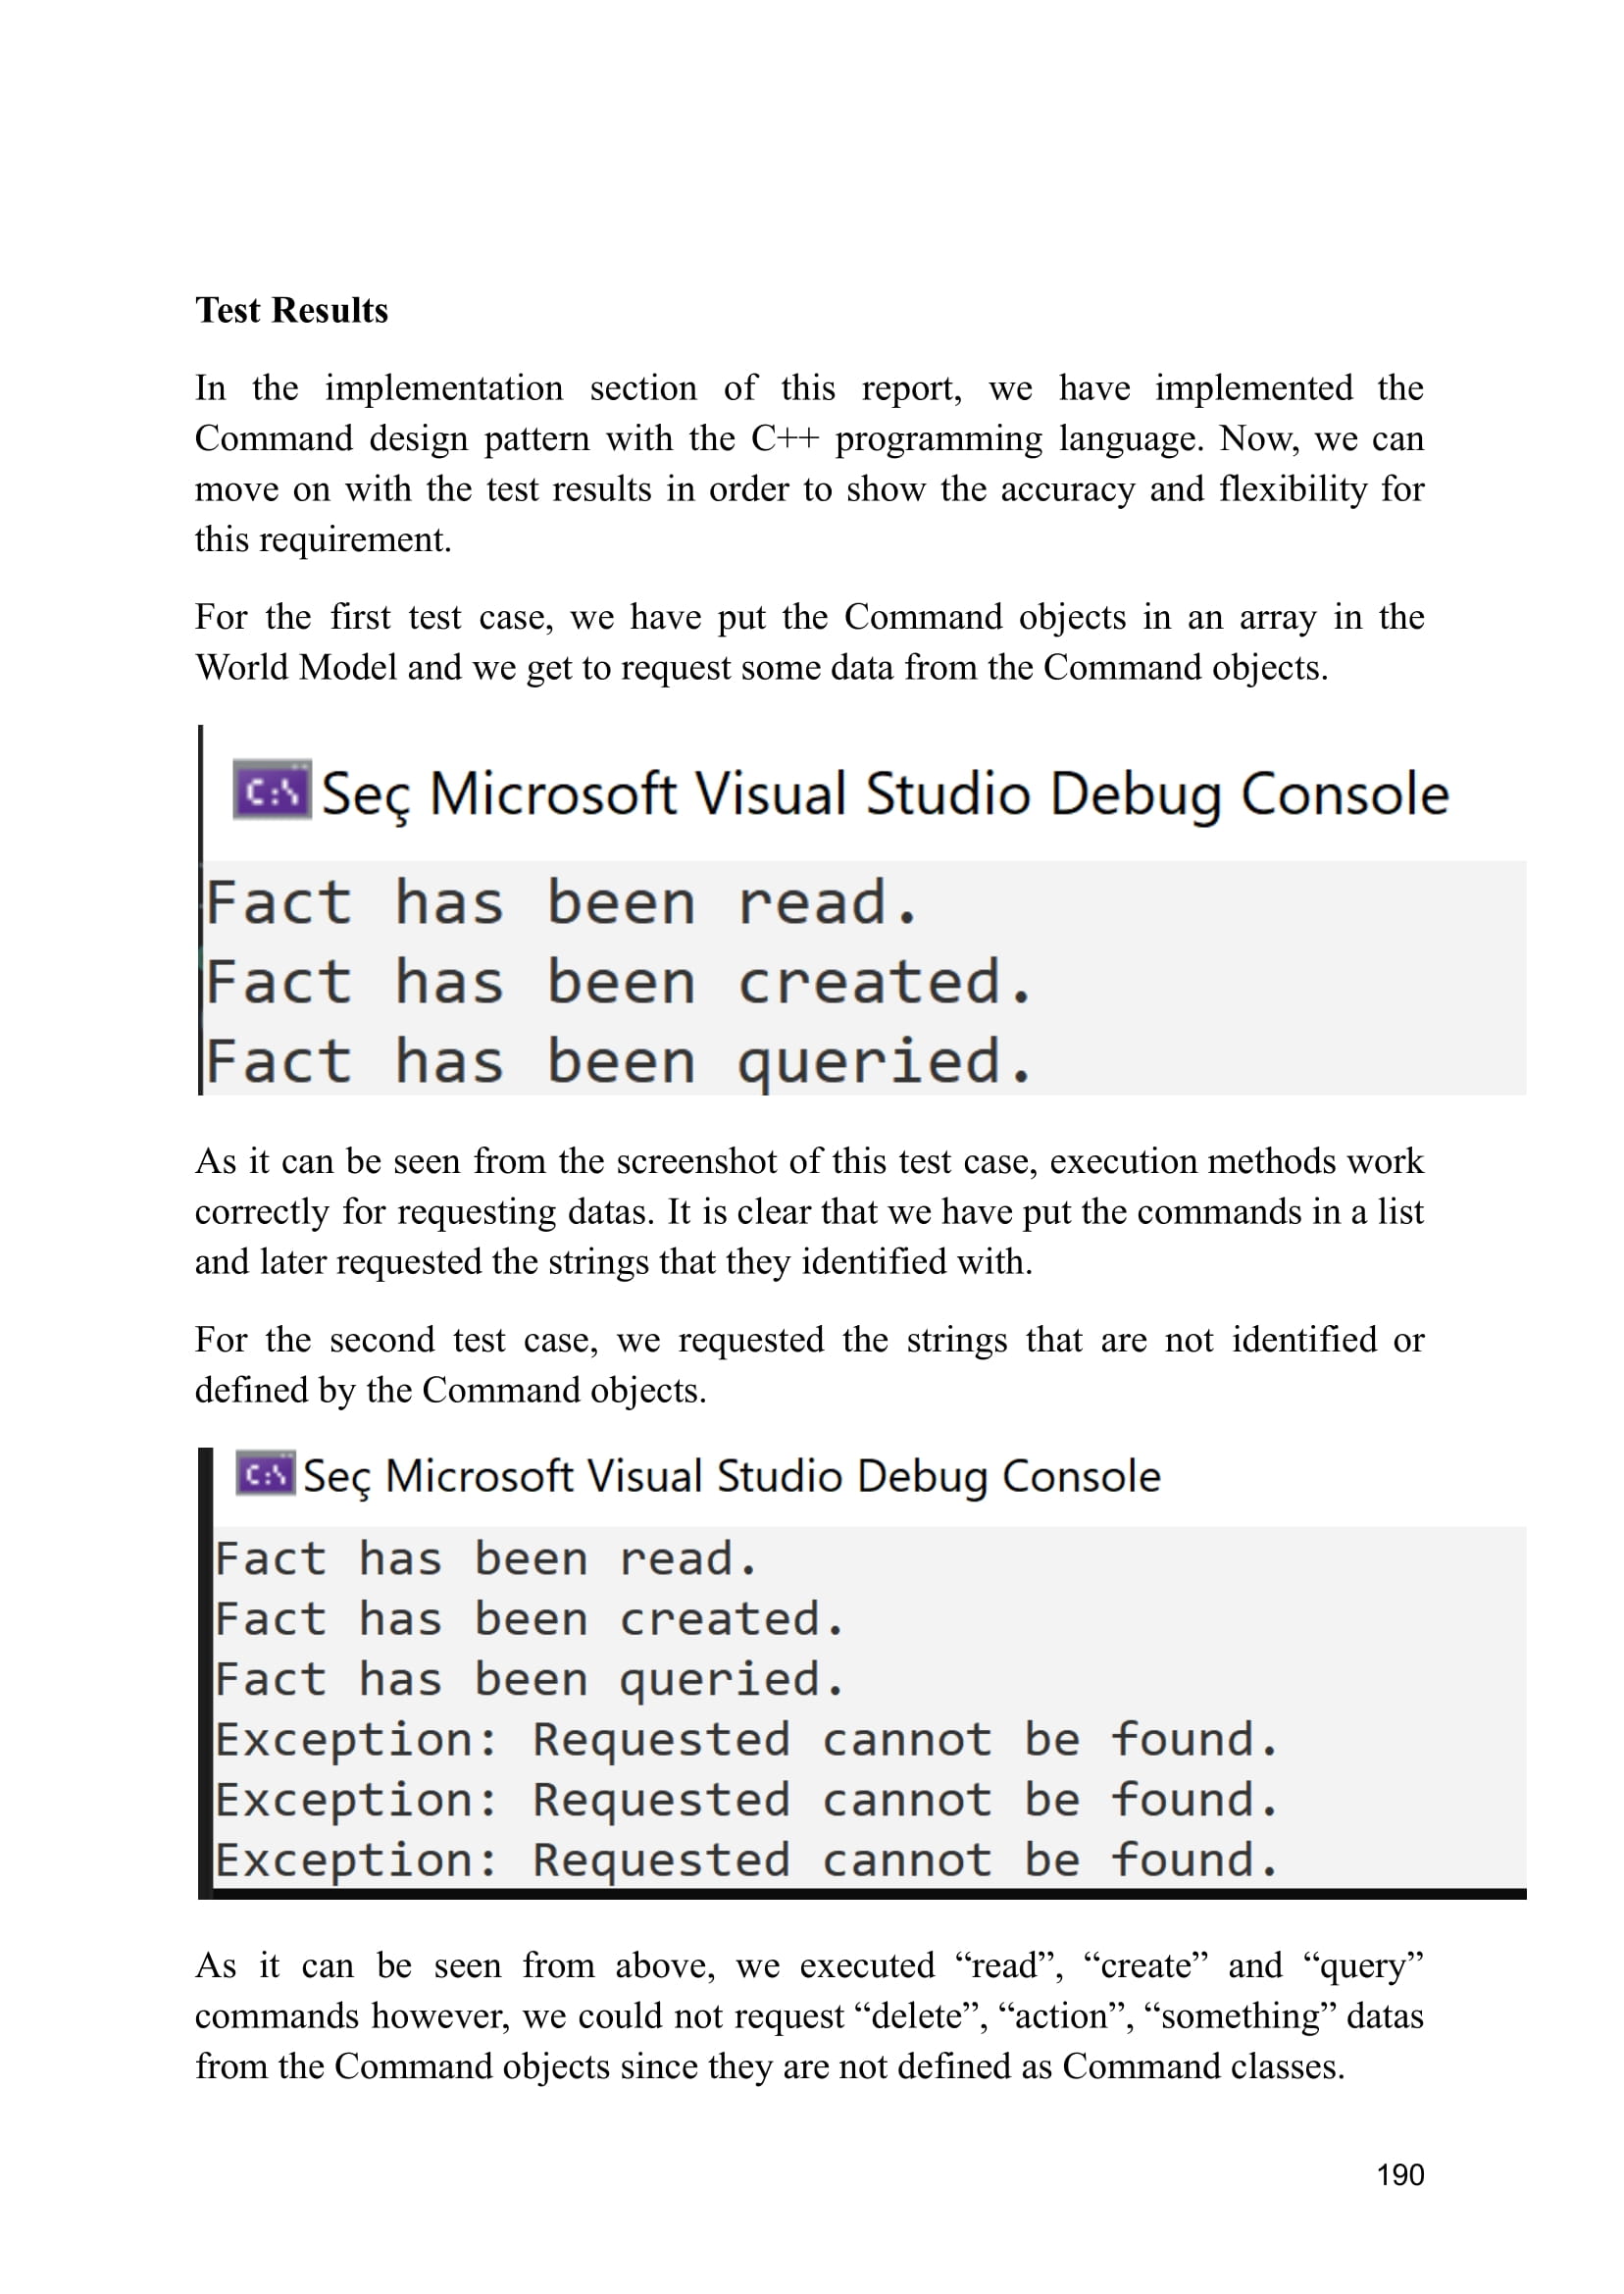 Test Results
In the implementation section of this report, we have implemented the
Command design pattern with the C++ programming language. Now, we can
move on with the test results in order to show the accuracy and flexibility for
this requirement.
For the first test case, we have put the Command objects in an array in the
World Model and we get to request some data from the Command objects.
C:\ Seç Microsoft Visual Studio Debug Console
Fact has been read.
Fact has been created.
Fact has been queried.
As it can be seen from the screenshot of this test case, execution methods work
correctly for requesting datas. It is clear that we have put the commands in a list
and later requested the strings that they identified with.
For the second test case, we requested the strings that are not identified or
defined by the Command objects.
C:\ Seç Microsoft Visual Studio Debug Console
Fact has been read.
Fact has been created.
Fact has been queried.
Exception: Requested cannot be found.
Exception: Requested cannot be found.
Exception: Requested cannot be found.
As it can be seen from above, we executed “read”, “create” and “query”
commands however, we could not request “delete”, “action”, “something” datas
from the Command objects since they are not defined as Command classes.
190